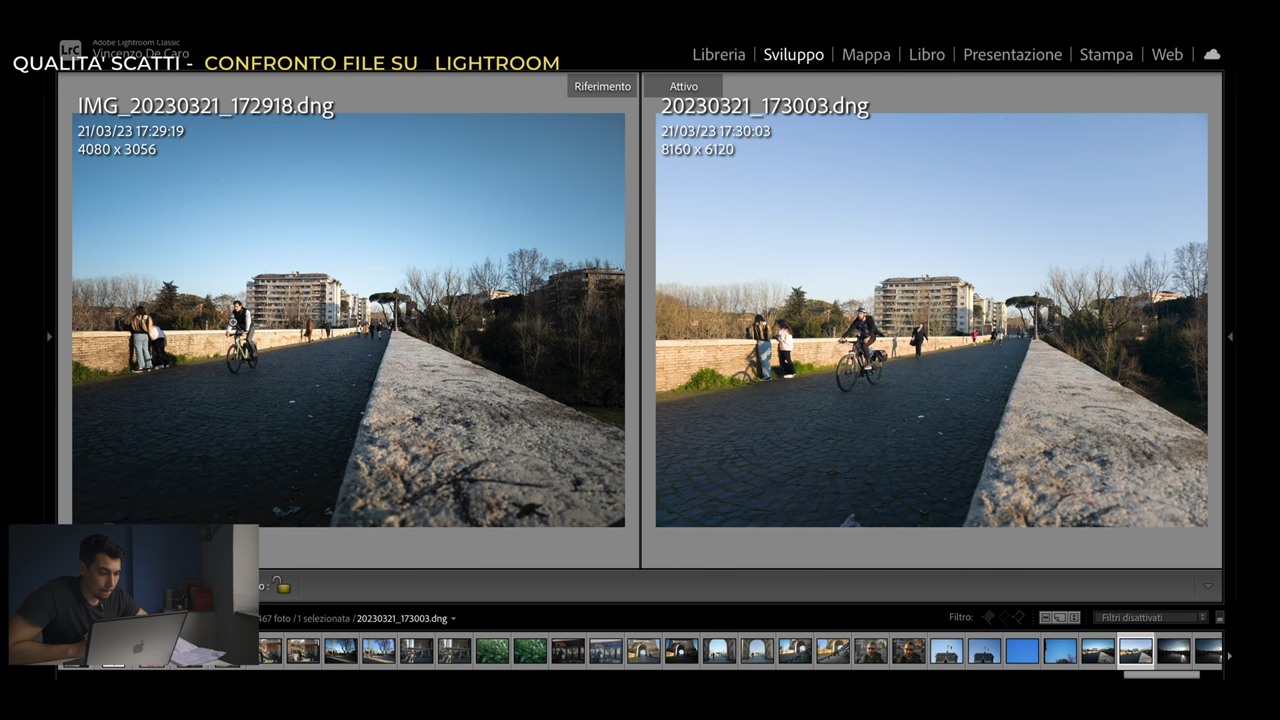 LrC
Adobe Lightroom Classic
Vincenzo De Caro
QUALITA' SCATTI - CONFRONTO FILE SU LIGHTROOM
Libreria | Sviluppo | Mappa | Libro | Presentazione | Stampa | Web
Riferimento
Attivo
IMG_20230321_172918.dng
21/03/23 17:29:19
4080 x 3056
20230321_173003.dng
21/03/23 17:30:03
8160 x 6120
o :
467 foto / 1 selezionata / 20230321_173003.dng
Filtro:
Filtri disattivati